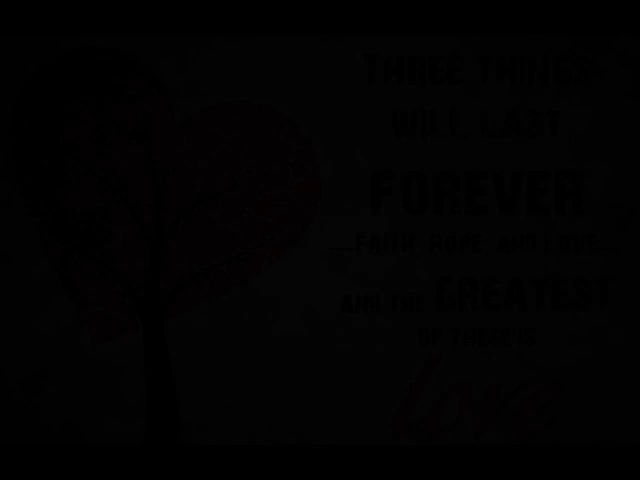 THREE THINGS
WILL LAST
FOREVER
FAITH, HOPE, AND LOVE
AND THE GREATEST
OF THESE IS
Love